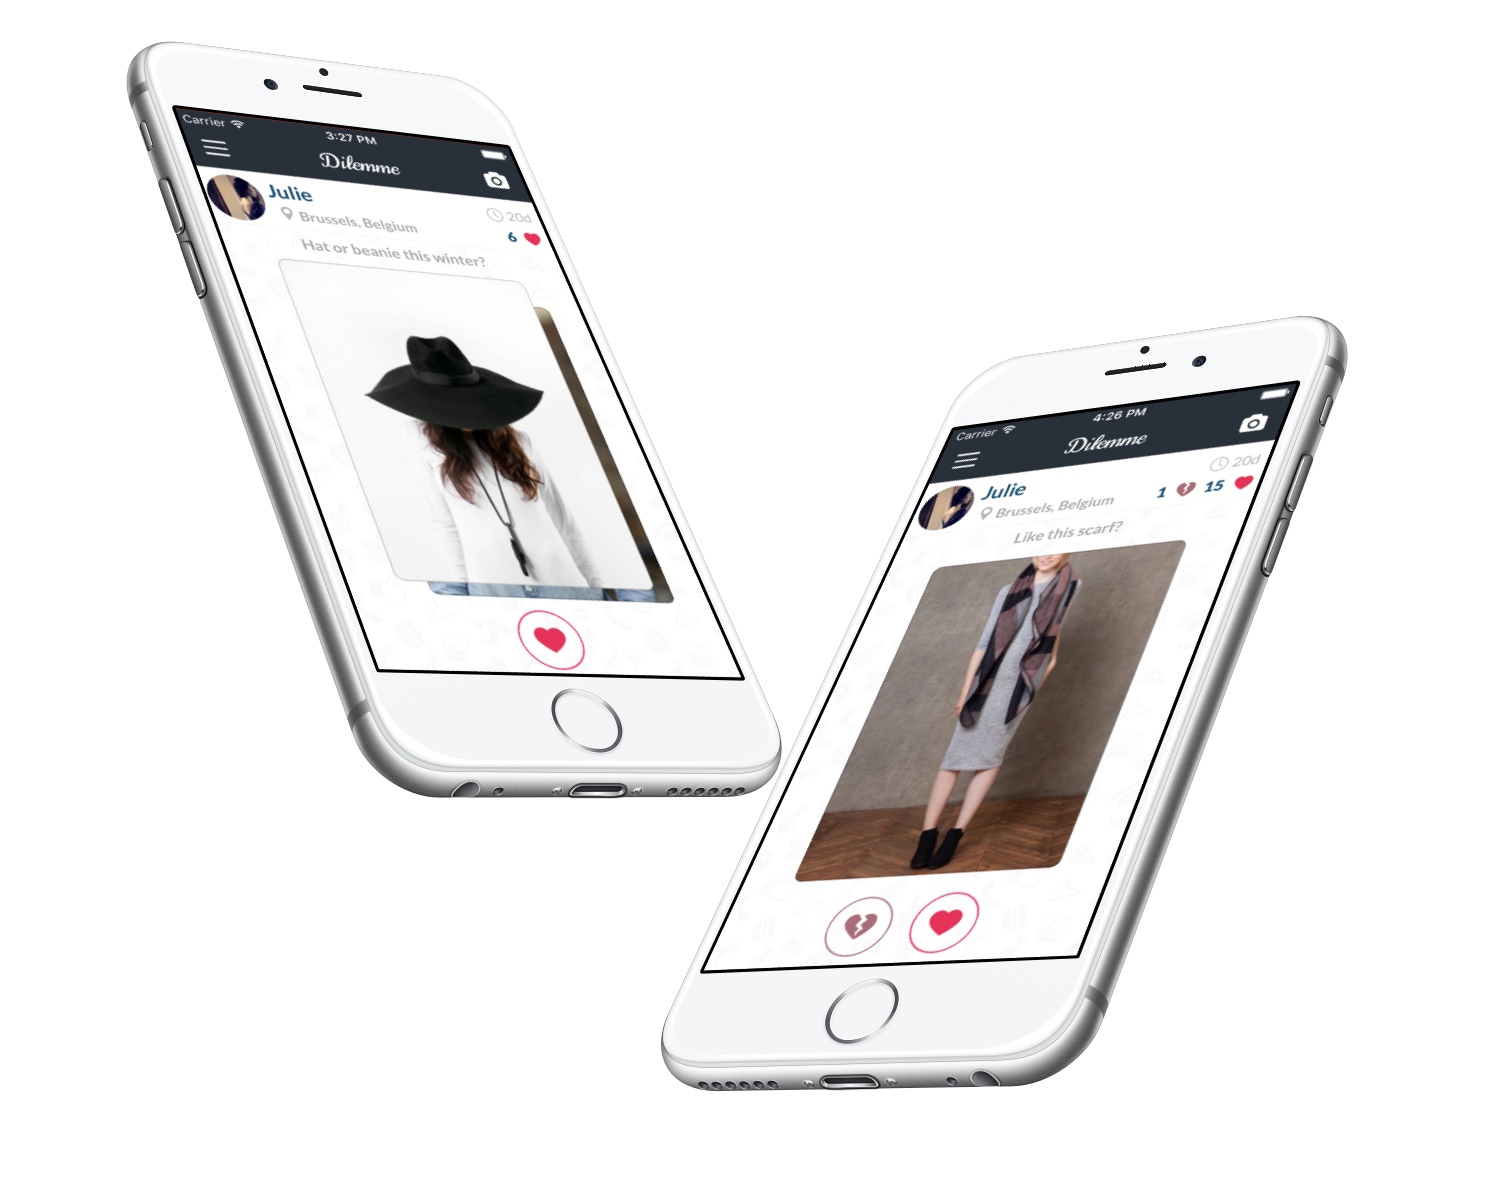 Carrier
3:27 PM
Dilemme
Julie
Brussels, Belgium
20d
6
Hat or beanie this winter?
Carrier
4:26 PM
Dilemme
Julie
Brussels, Belgium
20d
1 15
Like this scarf?